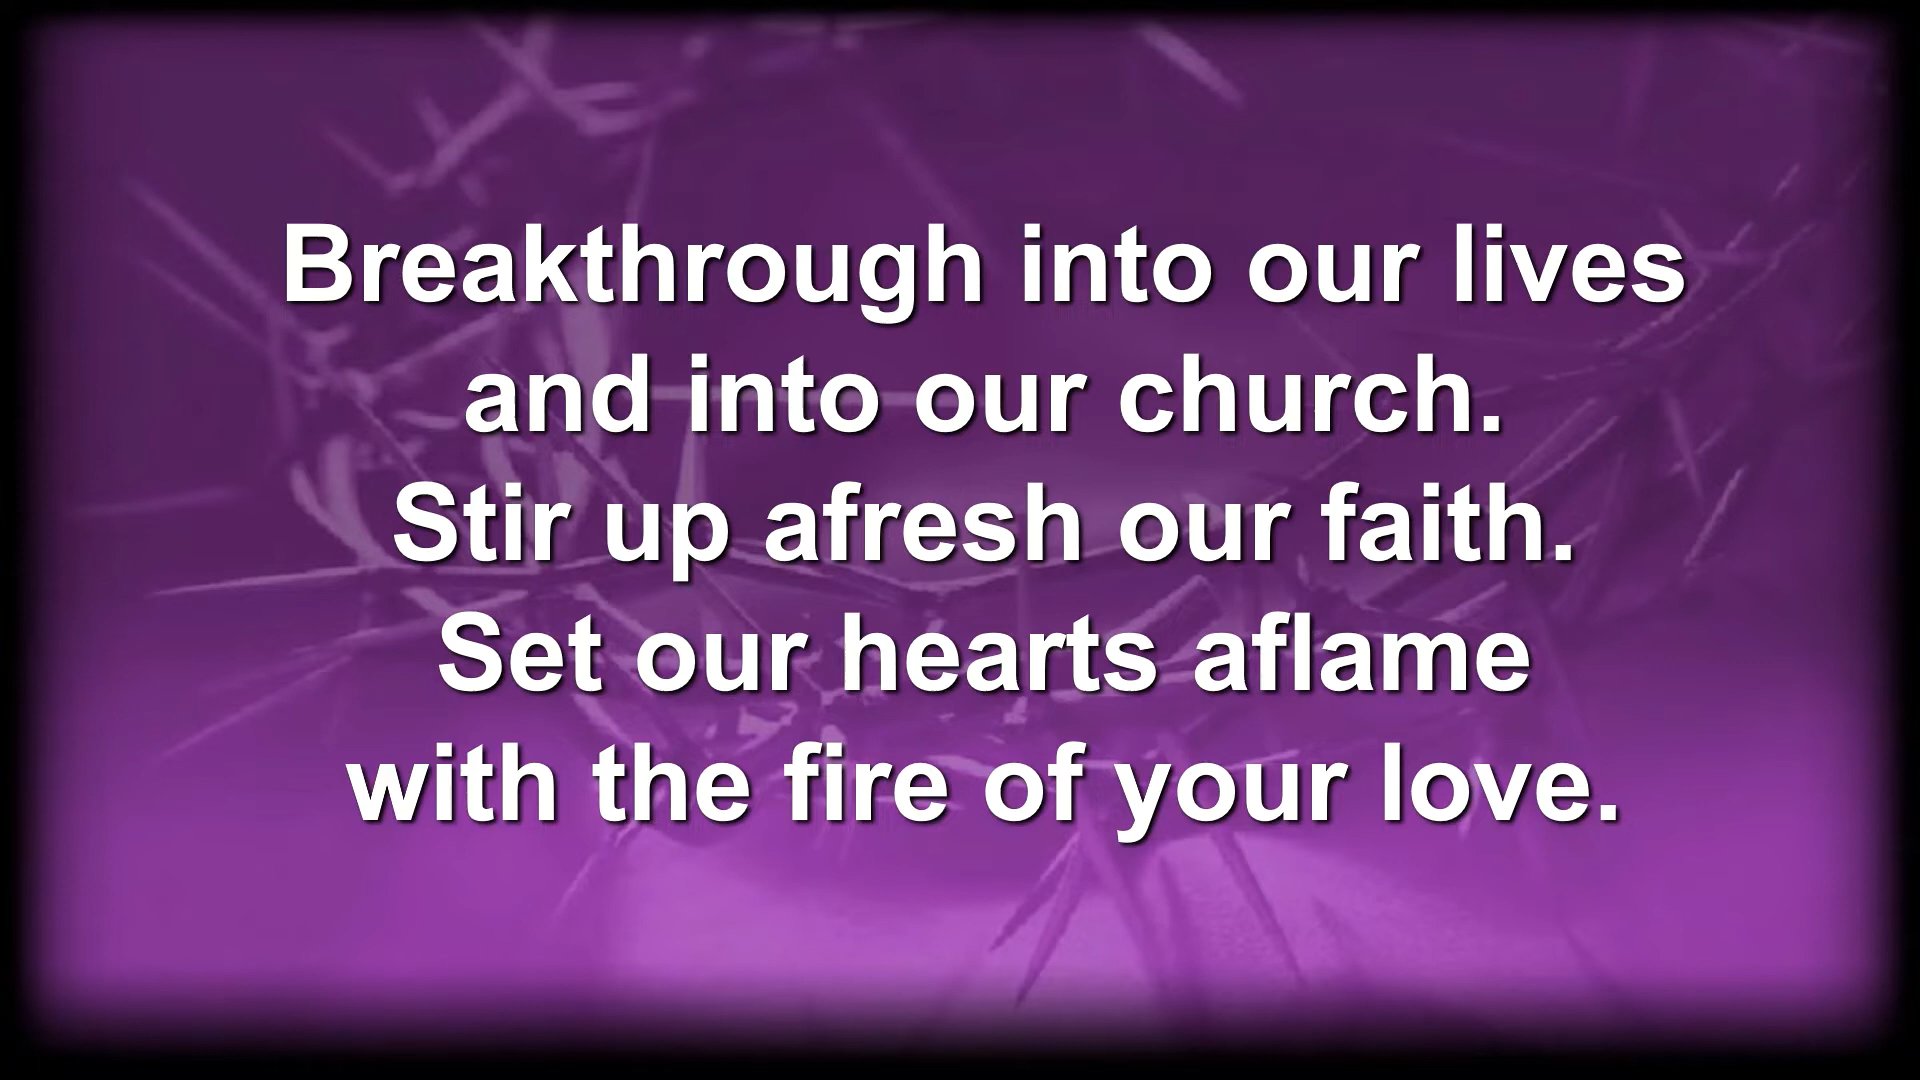 Breakthrough into our lives
and into our church.
Stir up afresh our faith.
Set our hearts aflame
with the fire of your love.